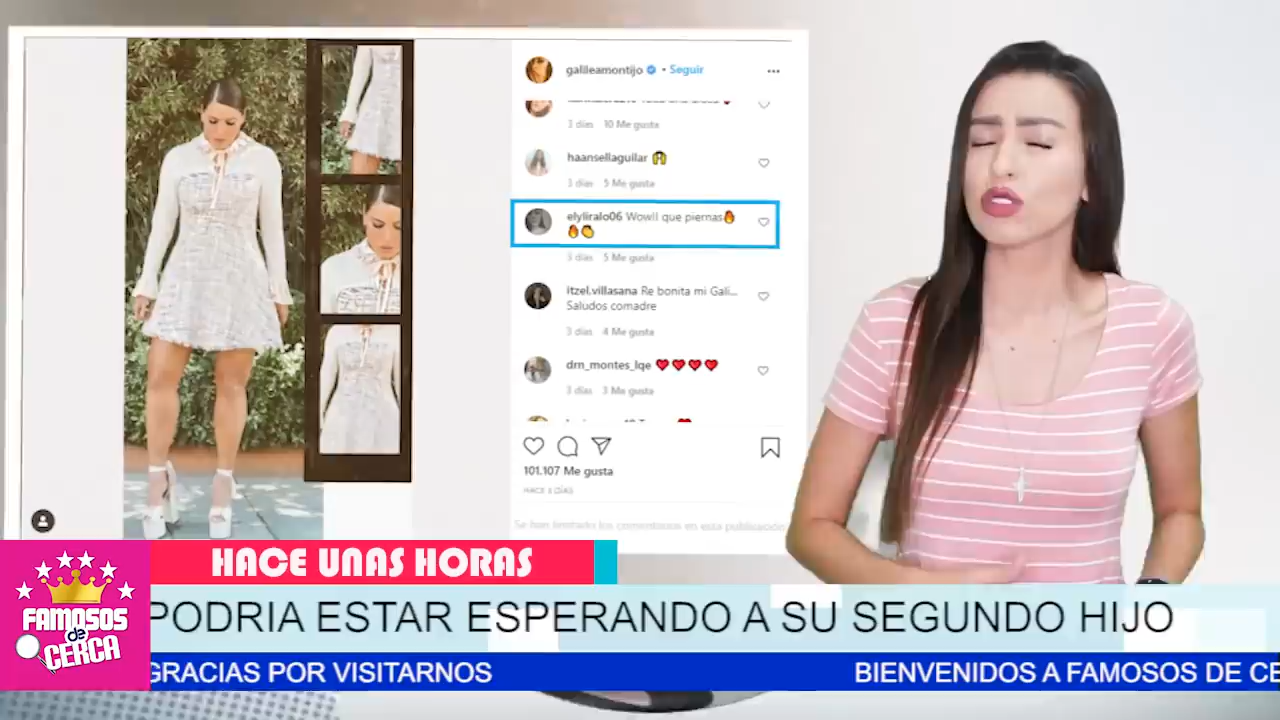 galileamontijo • Seguir
3 días 10 Me gusta
haansellaguilar
3 días 5 Me gusta
elyliralo06 Wow!! que piernas🔥
🔥👏
3 días 5 Me gusta
itzel.villasana Re bonita mi Gali...
Saludos comadre
3 días 4 Me gusta
drn_montes_lqe ❤❤❤❤
3 días 3 Me gusta
101.107 Me gusta
HACE 3 DÍAS
Se han limitado los comentarios en esta publicación
HACE UNAS HORAS
PODRIA ESTAR ESPERANDO A SU SEGUNDO HIJO
FAMOSOS
de
CERCA
GRACIAS POR VISITARNOS
BIENVENIDOS A FAMOSOS DE CE